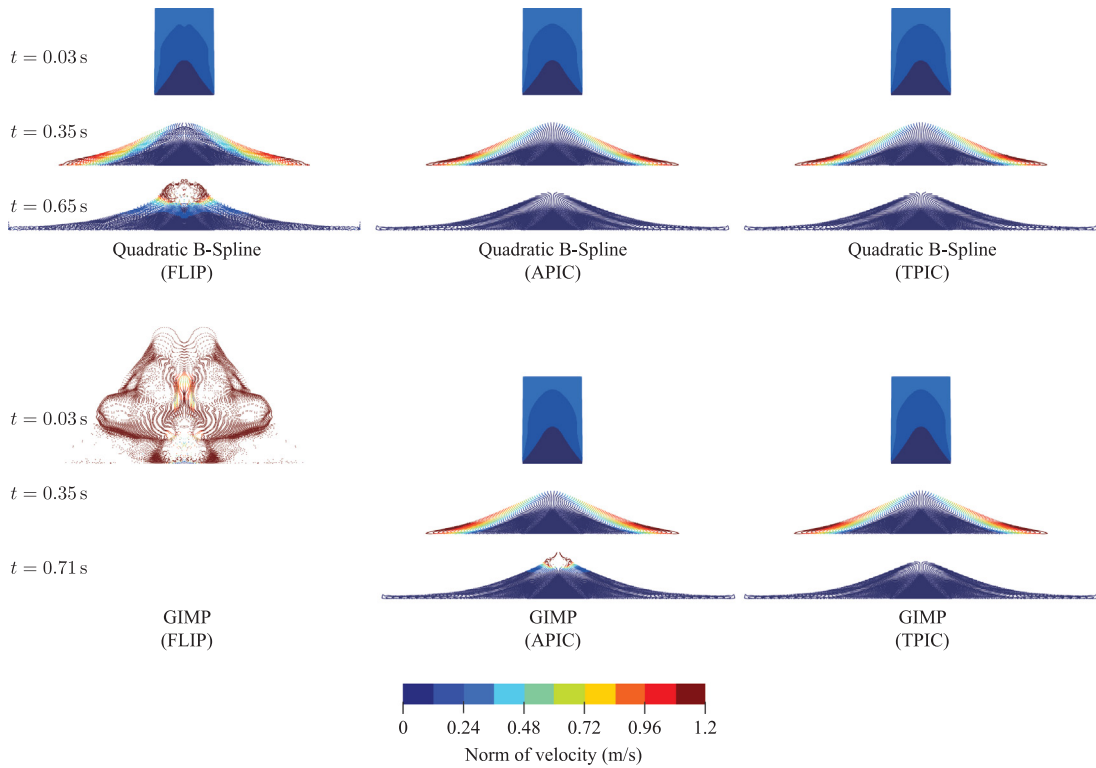 t = 0.03 s
t = 0.35 s
t = 0.65 s
Quadratic B-Spline
(FLIP)
Quadratic B-Spline
(APIC)
Quadratic B-Spline
(TPIC)
t = 0.03 s
t = 0.35 s
t = 0.71 s
GIMP
(FLIP)
GIMP
(APIC)
GIMP
(TPIC)
0 0.24 0.48 0.72 0.96 1.2
Norm of velocity (m/s)